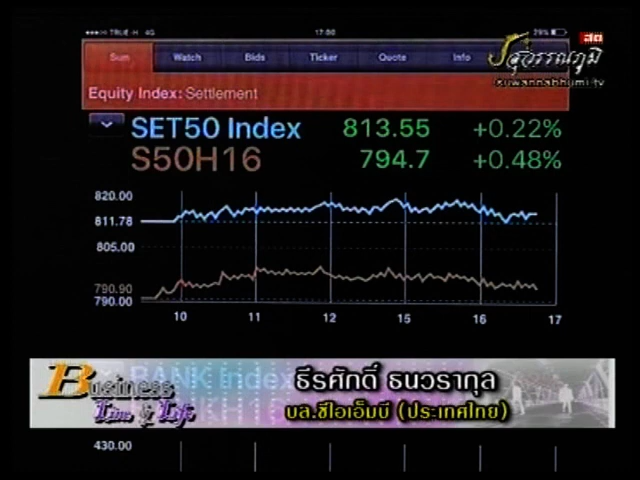 TRUE-H 4G 17:00 29%
สด
Sum Watch Bids Ticker Quote Info
สุวรรณภูมิ
suwannabhumi.tv
Equity Index: Settlement
SET50 Index 813.55 +0.22%
S50H16 794.7 +0.48%
820.00
811.78
805.00
790.90
790.00
10 11 12 15 16 17
BANK Index
Business Line & Life
ธีรศักดิ์ ธนวรากุล
บล.ซีไอเอ็มบี (ประเทศไทย)
430.00